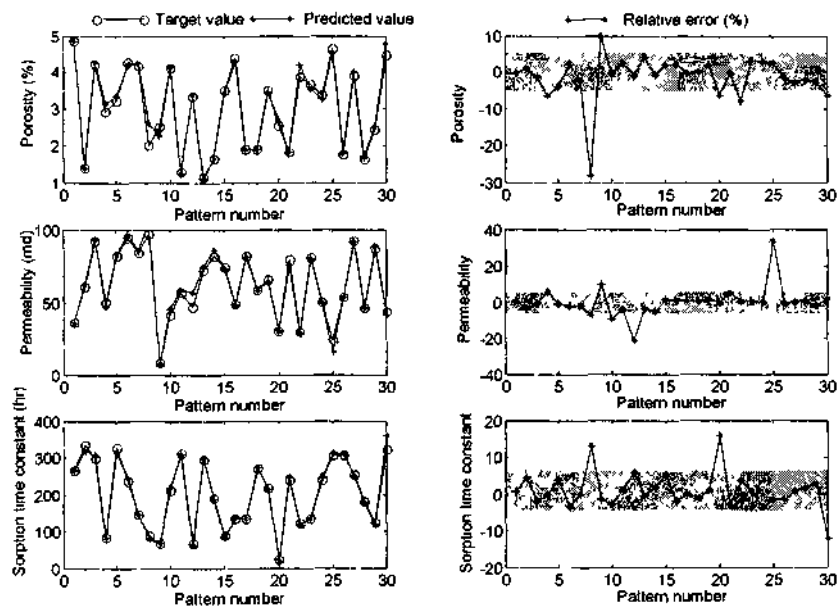 Target value Predicted value
Relative error (%)
Porosity (%)
5
4
3
2
1
0 5 10 15 20 25 30
Pattern number
Porosity
10
0
-10
-20
-30
0 5 10 15 20 25 30
Pattern number
Permeability (md)
100
50
0
0 5 10 15 20 25 30
Pattern number
Permeability
40
20
0
-20
-40
0 5 10 15 20 25 30
Pattern number
Sorption time constant (hr)
400
300
200
100
0
0 5 10 15 20 25 30
Pattern number
Sorption time constant
20
10
0
-10
-20
0 5 10 15 20 25 30
Pattern number